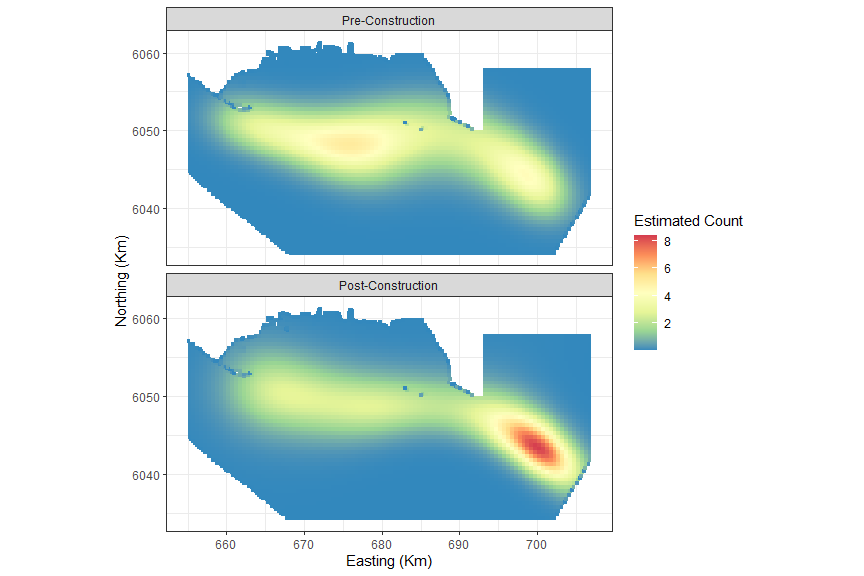 Pre-Construction
6060
6050
6040
Post-Construction
6060
6050
6040
660 670 680 690 700
Easting (Km)
Northing (Km)
Estimated Count
8
6
4
2